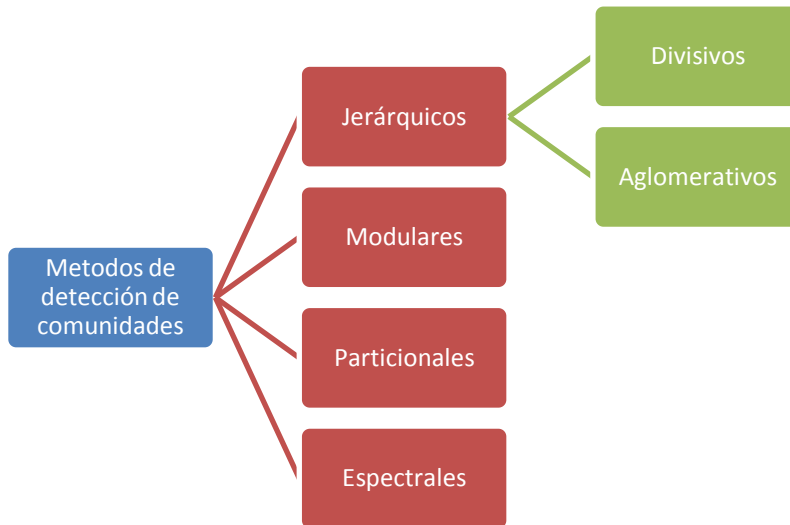 Metodos de
detección de
comunidades
Jerárquicos
Divisivos
Aglomerativos
Modulares
Particionales
Espectrales